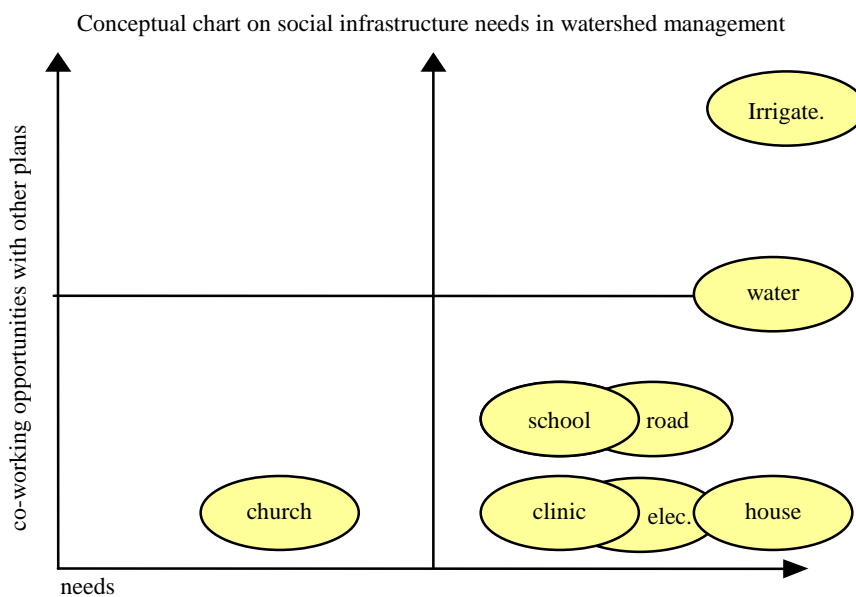 Conceptual chart on social infrastructure needs in watershed management
co-working opportunities with other plans
Irrigate.
water
school
road
church
clinic
elec.
house
needs